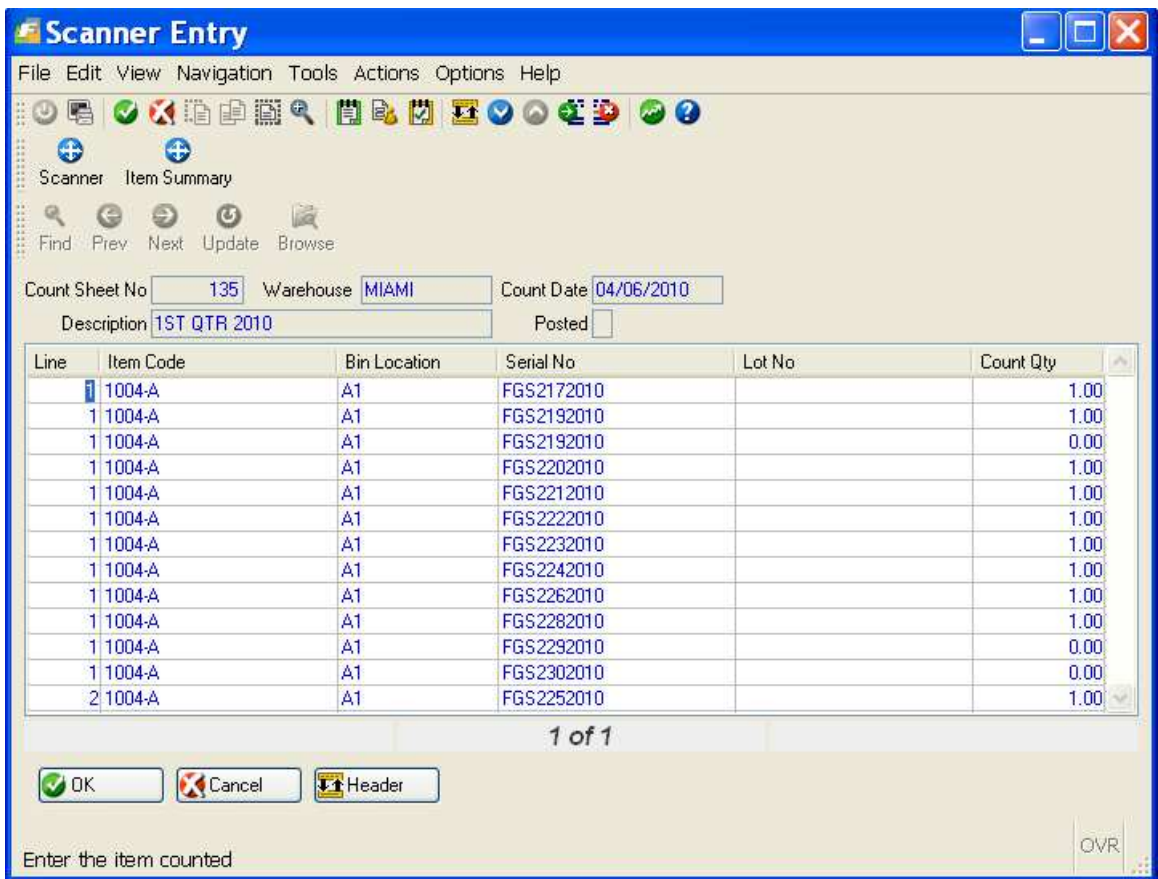 Scanner Entry
File Edit View Navigation Tools Actions Options Help
Scanner Item Summary
Find Prev Next Update Browse
Count Sheet No 135 Warehouse MIAMI Count Date 04/06/2010
Description 1ST QTR 2010 Posted
Line Item Code Bin Location Serial No Lot No Count Qty
1 1004-A A1 FGS2172010 1.00
1 1004-A A1 FGS2192010 1.00
1 1004-A A1 FGS2192010 0.00
1 1004-A A1 FGS2202010 1.00
1 1004-A A1 FGS2212010 1.00
1 1004-A A1 FGS2222010 1.00
1 1004-A A1 FGS2232010 1.00
1 1004-A A1 FGS2242010 1.00
1 1004-A A1 FGS2262010 1.00
1 1004-A A1 FGS2282010 1.00
1 1004-A A1 FGS2292010 0.00
1 1004-A A1 FGS2302010 0.00
2 1004-A A1 FGS2252010 1.00
1 of 1
OK Cancel Header
Enter the item counted OVR